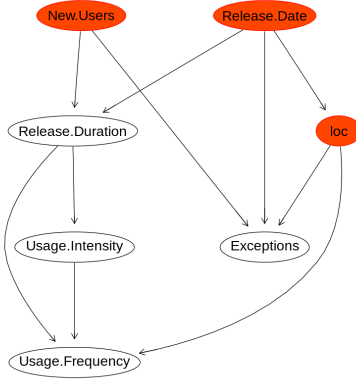 New.Users
Release.Date
Release.Duration
loc
Usage.Intensity
Exceptions
Usage.Frequency